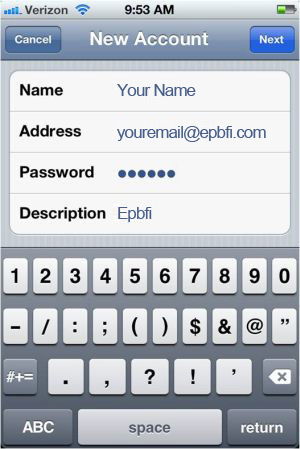 Verizon 9:53 AM
Cancel New Account Next
Name Your Name
Address youremail@epbfi.com
Password ●●●●●●
Description Epbfi
1 2 3 4 5 6 7 8 9 0
- / : ; ( ) $ & @ ”
#+= . , ? ! ’
ABC space return